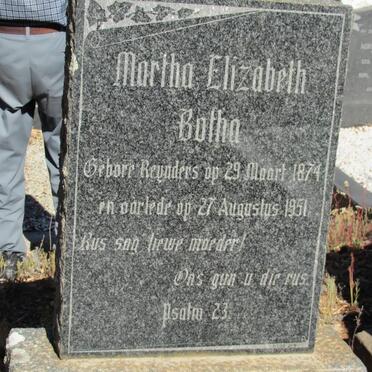 Martha Elizabeth
Botha
Gebore Reynders op 29 Maart 1874
en oorlede op 27 Augustus 1951.
Rus sag liewe moeder!
Ons gun u die rus.
Psalm 23.